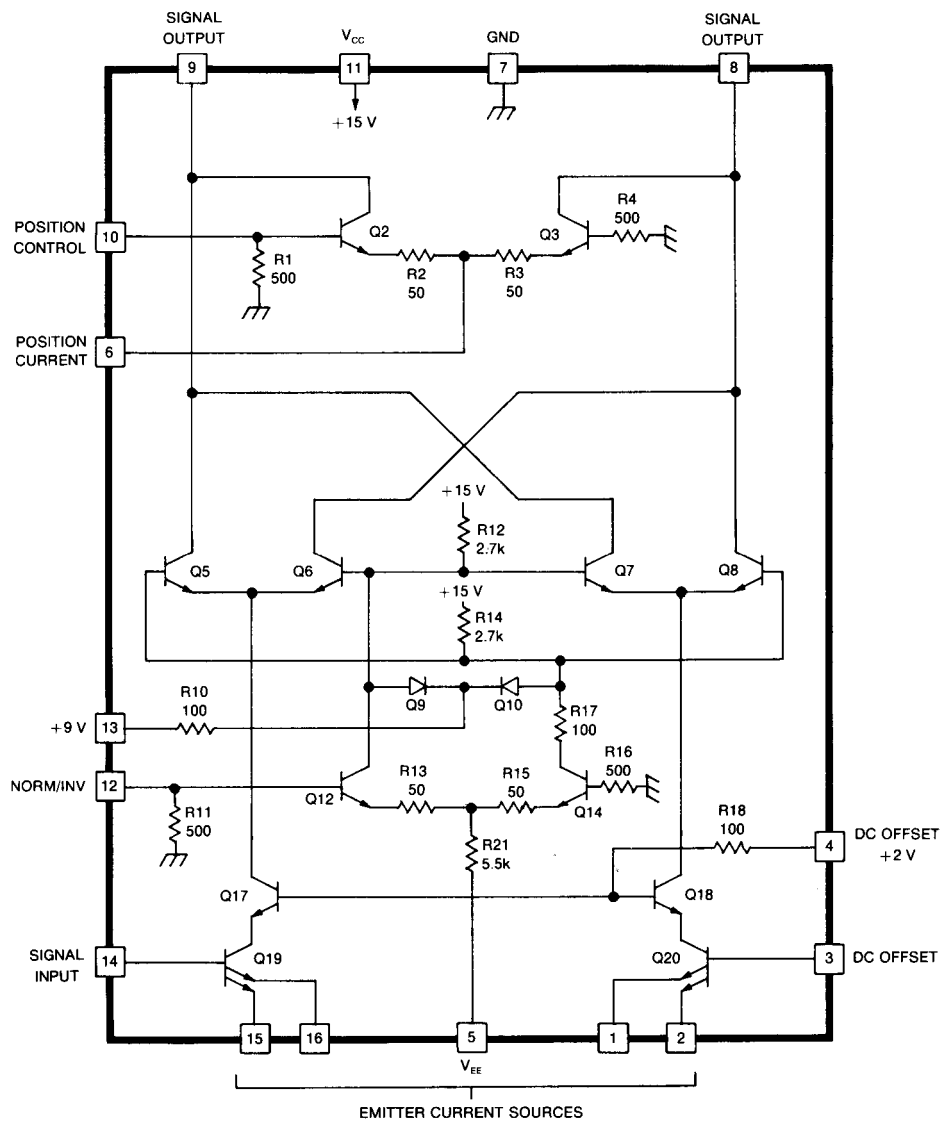 SIGNAL
OUTPUT
V_CC
GND
SIGNAL
OUTPUT
9
11
7
8
+15 V
POSITION
CONTROL
10
Q2
Q3
R4
500
R1
500
R2
50
R3
50
POSITION
CURRENT
6
+15 V
R12
2.7k
Q5
Q6
Q7
Q8
+15 V
R14
2.7k
R10
100
Q9
Q10
R17
100
+9 V
13
NORM/INV
12
R13
50
R15
50
R16
500
Q12
Q14
R11
500
R18
100
DC OFFSET
+2 V
4
R21
5.5k
Q17
Q18
SIGNAL
INPUT
14
Q19
Q20
3
DC OFFSET
15
16
5
1
2
V_EE
EMITTER CURRENT SOURCES